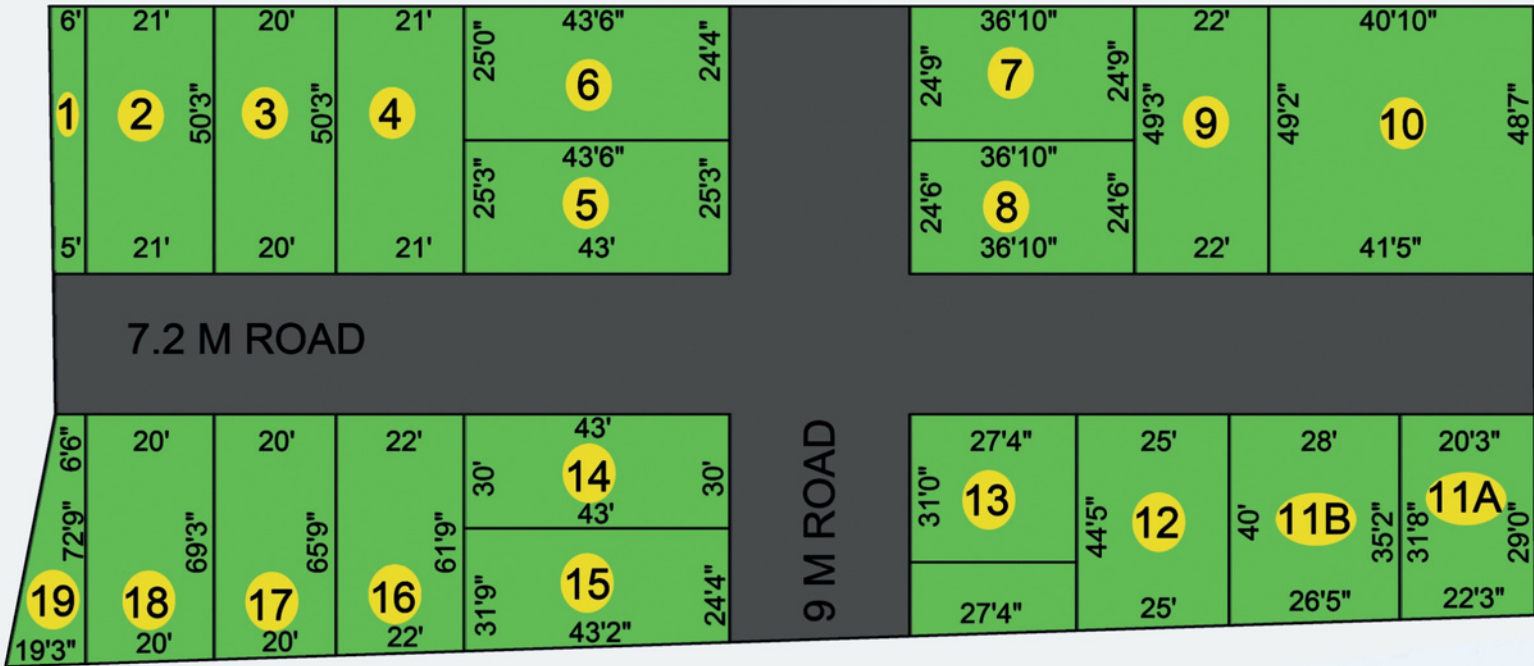 6' 21' 20' 21' 43'6" 36'10" 22' 40'10"
25'0" 24'4" 24'9" 24'9"
6 7
1 2 50'3" 3 50'3" 4 49'3" 9 49'2" 10 48'7"
43'6" 36'10"
25'3" 5 25'3" 24'6" 8 24'6"
5' 21' 20' 21' 43' 36'10" 22' 41'5"
7.2 M ROAD
9 M ROAD
6'6" 20' 20' 22' 43' 27'4" 25' 28' 20'3"
30' 14 30' 31'0" 13 11A
43'
72'9" 69'3" 65'9" 61'9" 44'5" 12 40' 11B 35'2" 31'8" 29'0"
19 18 17 16 31'9" 15 24'4"
19'3" 20' 20' 22' 43'2" 27'4" 25' 26'5" 22'3"